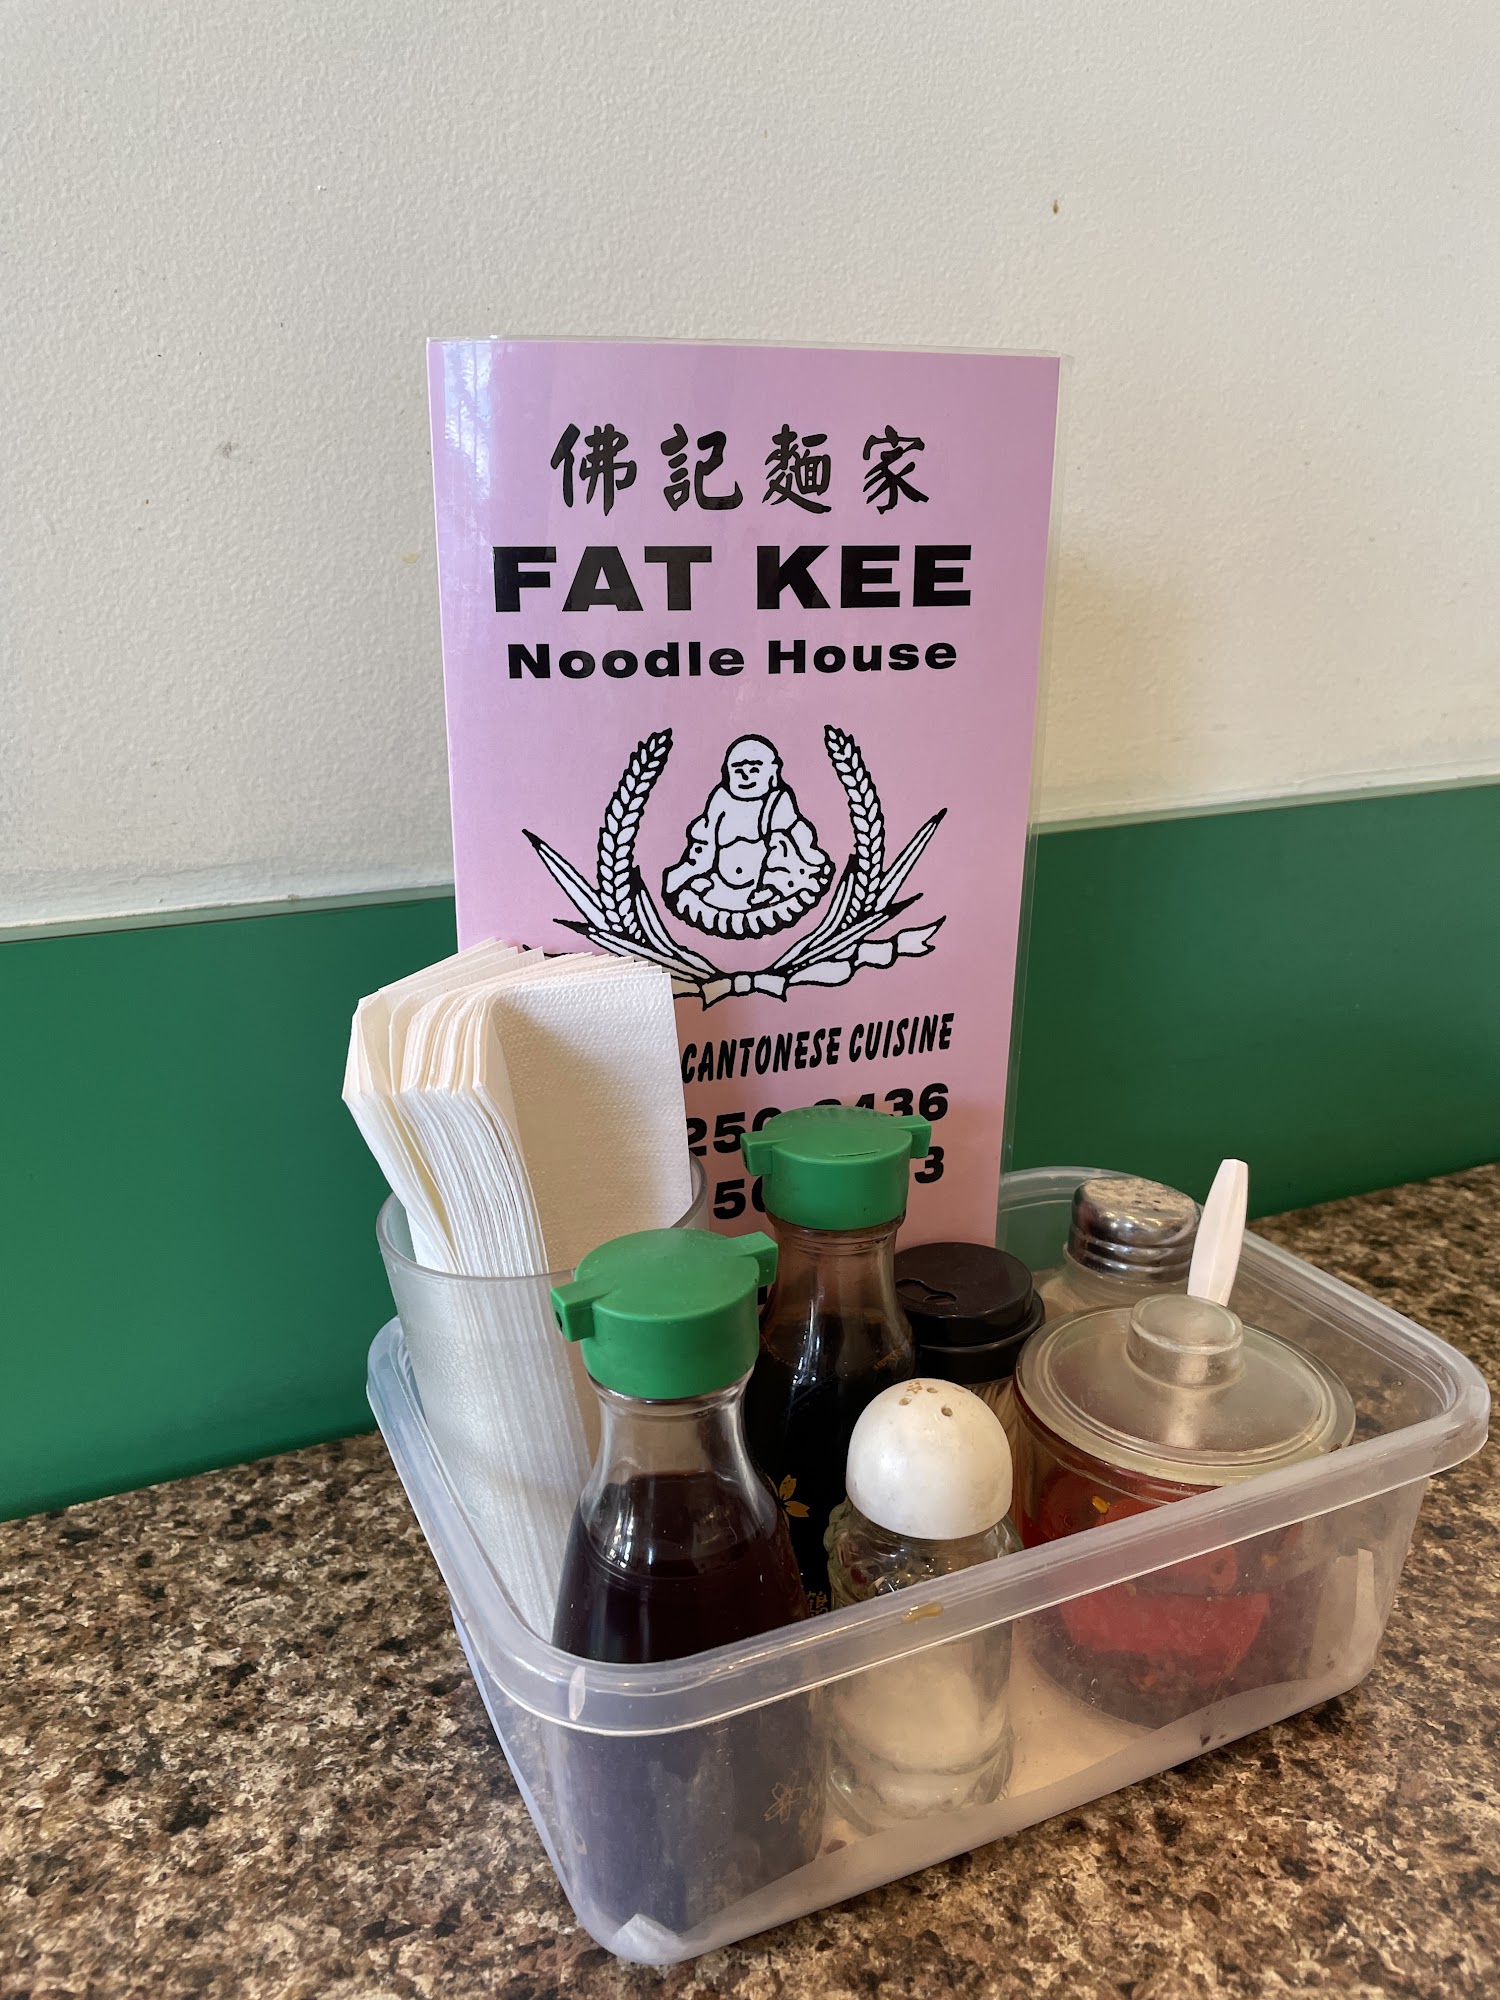 佛記麵家
FAT KEE
Noodle House
CANTONESE CUISINE